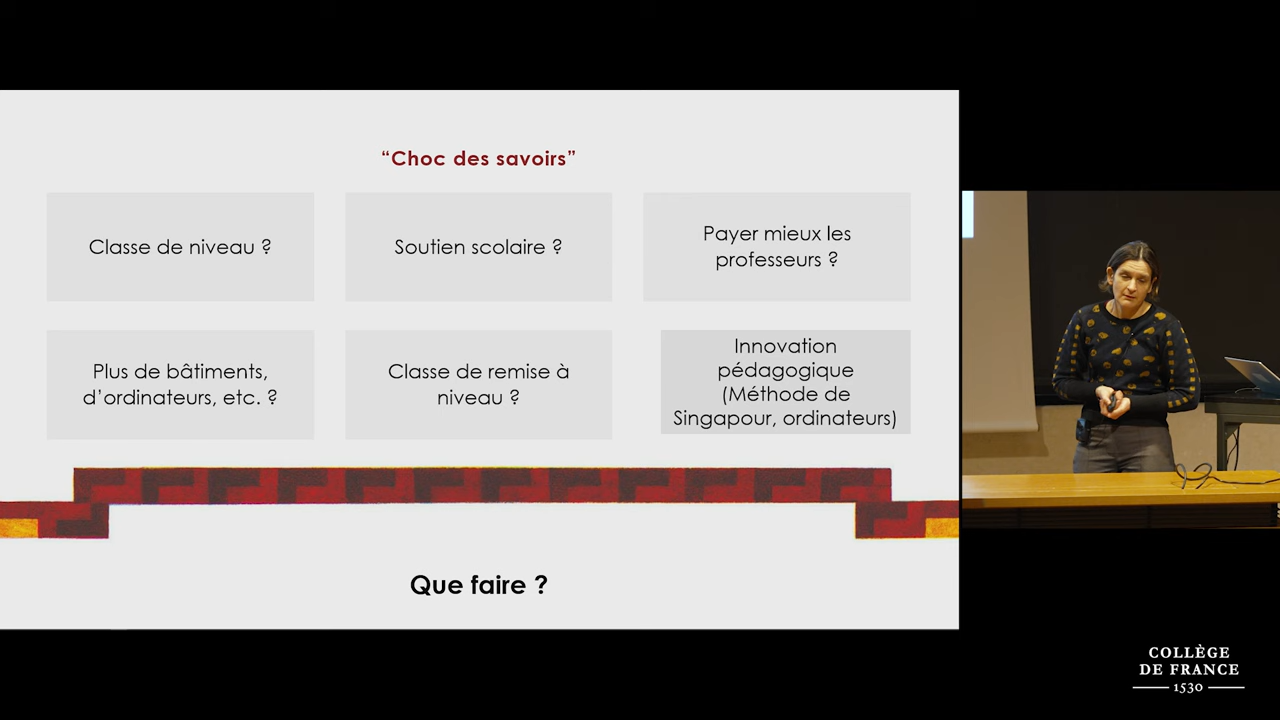 “Choc des savoirs”
Classe de niveau ?
Soutien scolaire ?
Payer mieux les
professeurs ?
Plus de bâtiments,
d’ordinateurs, etc. ?
Classe de remise à
niveau ?
Innovation
pédagogique
(Méthode de
Singapour, ordinateurs)
Que faire ?
COLLÈGE
DE FRANCE
1530